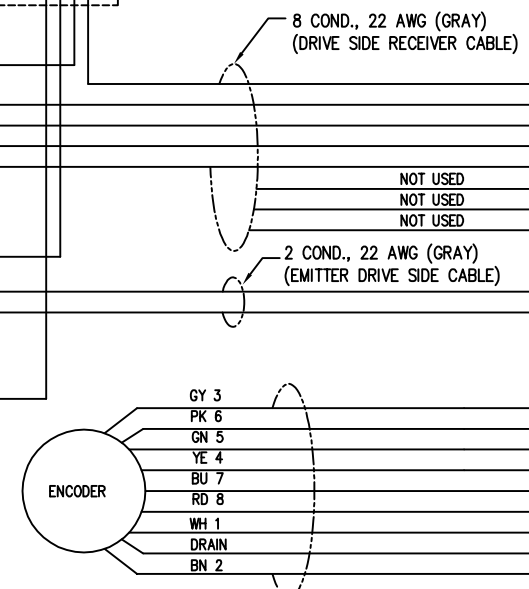 8 COND., 22 AWG (GRAY)
(DRIVE SIDE RECEIVER CABLE)
NOT USED
NOT USED
NOT USED
2 COND., 22 AWG (GRAY)
(EMITTER DRIVE SIDE CABLE)
GY 3
PK 6
GN 5
YE 4
BU 7
RD 8
WH 1
DRAIN
BN 2
ENCODER